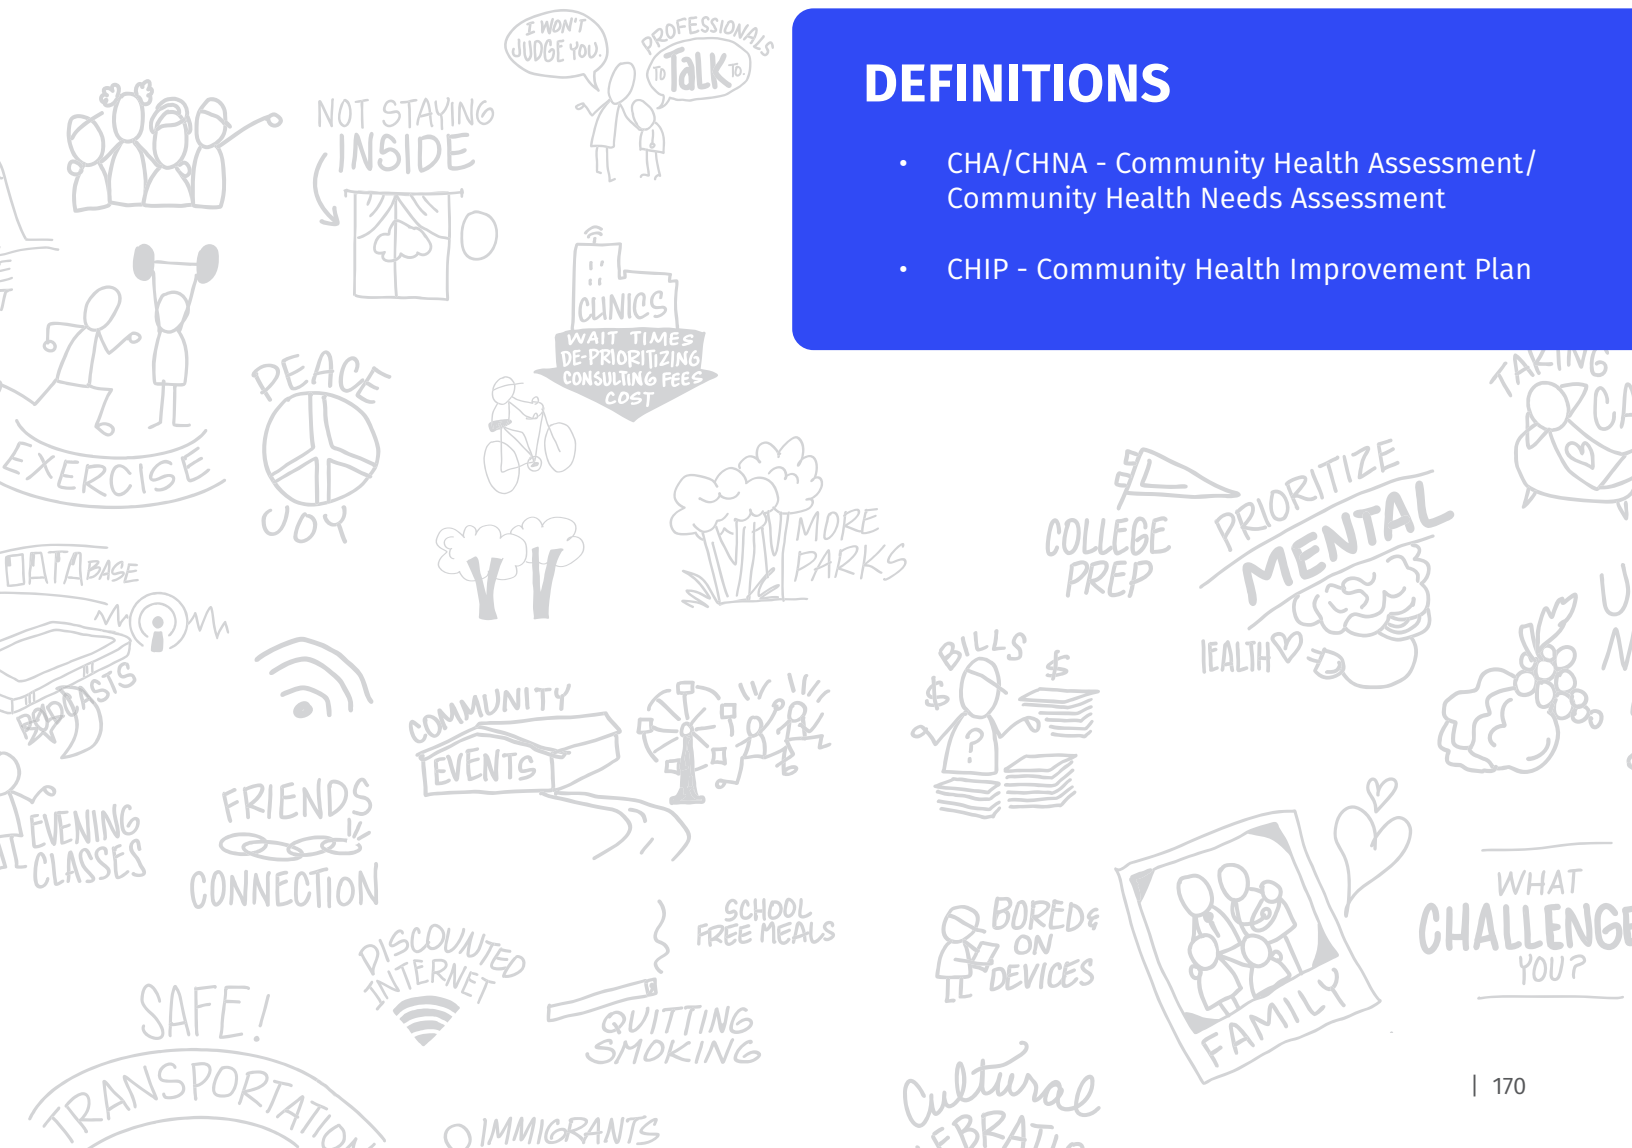 I WON'T
JUDGE YOU.
PROFESSIONALS
TO TALK TO.
DEFINITIONS
• CHA/CHNA - Community Health Assessment/
Community Health Needs Assessment
• CHIP - Community Health Improvement Plan
NOT STAYING
INSIDE
CLINICS
WAIT TIMES
DE-PRIORITIZING
CONSULTING FEES
COST
PEACE
JOY
EXERCISE
TAKING
MORE
PARKS
COLLEGE
PREP
PRIORITIZE
MENTAL
HEALTH
DATABASE
PODCASTS
COMMUNITY
EVENTS
BILLS
$ $
?
EVENING
CLASSES
FRIENDS
CONNECTION
SCHOOL
FREE MEALS
BORED &
ON
DEVICES
FAMILY
WHAT
CHALLENGE
YOU?
DISCOUNTED
INTERNET
QUITTING
SMOKING
SAFE!
TRANSPORTATION
IMMIGRANTS
Cultural
| 170